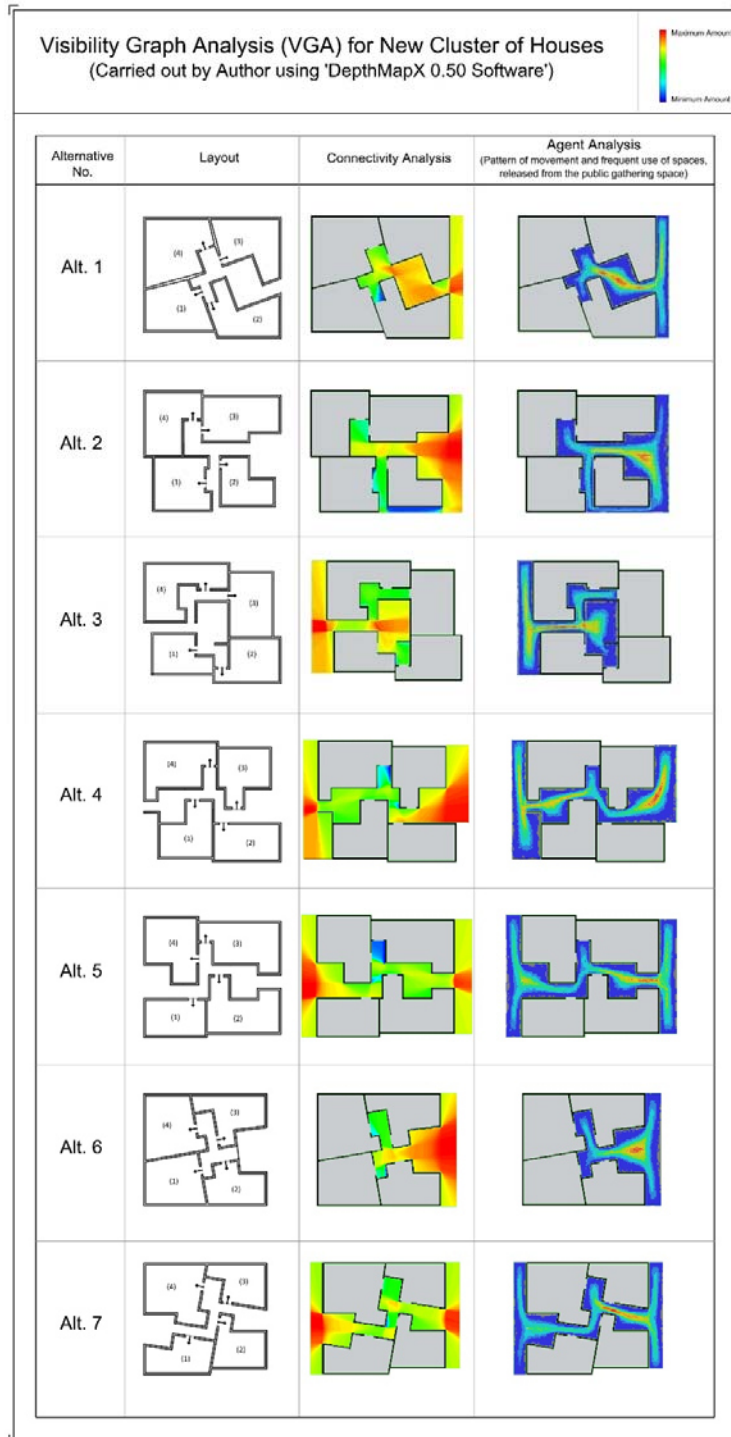 Visibility Graph Analysis (VGA) for New Cluster of Houses
(Carried out by Author using 'DepthMapX 0.50 Software')
Maximum Amount
Minimum Amount
Alternative
No.
Layout
Connectivity Analysis
Agent Analysis
(Pattern of movement and frequent use of spaces,
released from the public gathering space)
Alt. 1
(4)
(3)
(1)
(2)
Alt. 2
(4)
(3)
(1)
(2)
Alt. 3
(4)
(3)
(1)
(2)
Alt. 4
(4)
(3)
(1)
(2)
Alt. 5
(4)
(3)
(1)
(2)
Alt. 6
(4)
(3)
(1)
(2)
Alt. 7
(4)
(3)
(1)
(2)